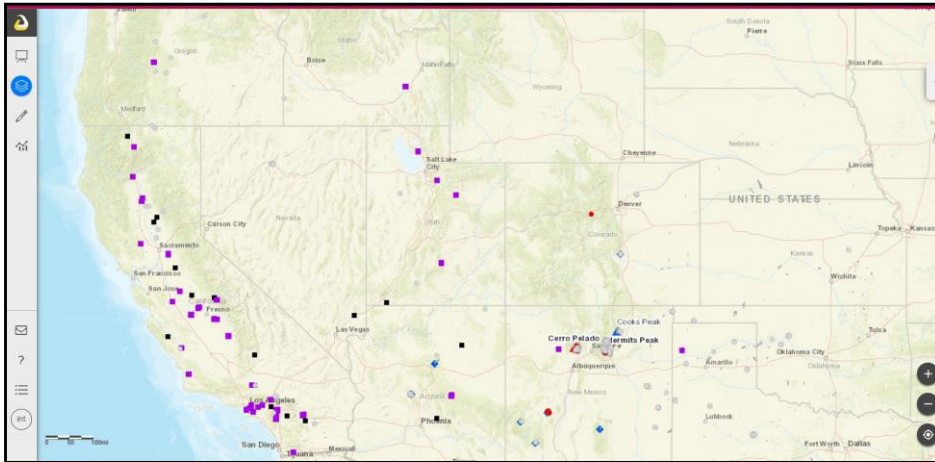 South Dakota
Pierre
Oregon
Idaho
Boise
Idaho Falls
Wyoming
Sioux Falls
Medford
Nebraska
Salt Lake
City
Cheyenne
Lincoln
Nevada
Utah
Denver
UNITED STATES
Carson City
Colorado
Topeka
Kansas
Sacramento
Kansas
San Francisco
San Jose
California
Fresno
Wichita
Las Vegas
Cooks Peak
Cerro Pelado
Hermits Peak
Tulsa
Albuquerque
Amarillo
Oklahoma City
Oklahoma
Los Angeles
Arizona
New Mexico
Phoenix
Lubbock
San Diego
Tijuana
Mexicali
Fort Worth
Dallas
?
int
0
100mi
+
−